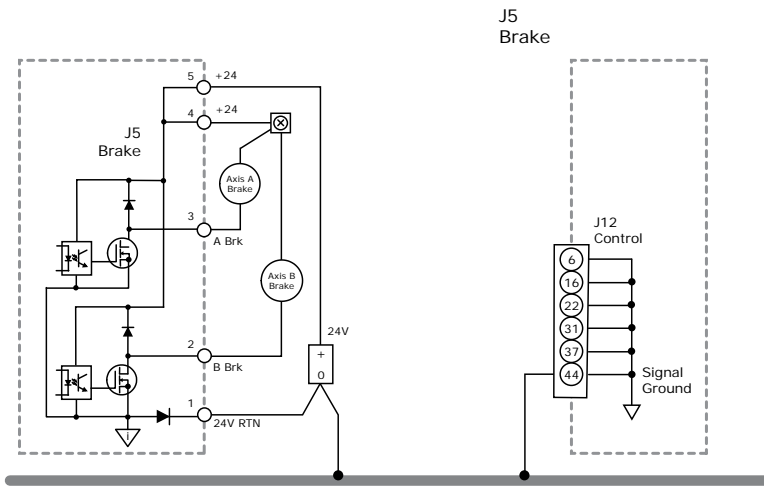 J5
Brake
5
+24
4
+24
J5
Brake
Axis A
Brake
3
A Brk
Axis B
Brake
2
B Brk
24V
+
0
1
24V RTN
i
J12
Control
6
16
22
31
37
44
Signal
Ground